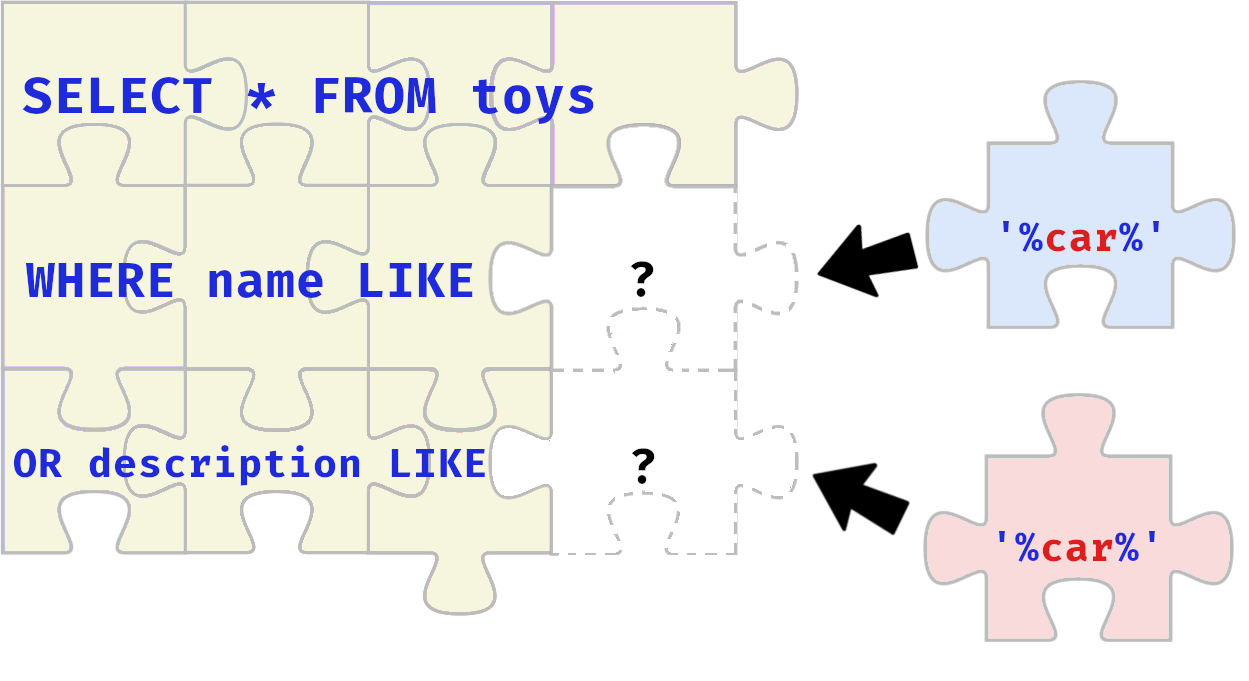 SELECT * FROM toys
WHERE name LIKE
?
'%car%'
OR description LIKE
?
'%car%'